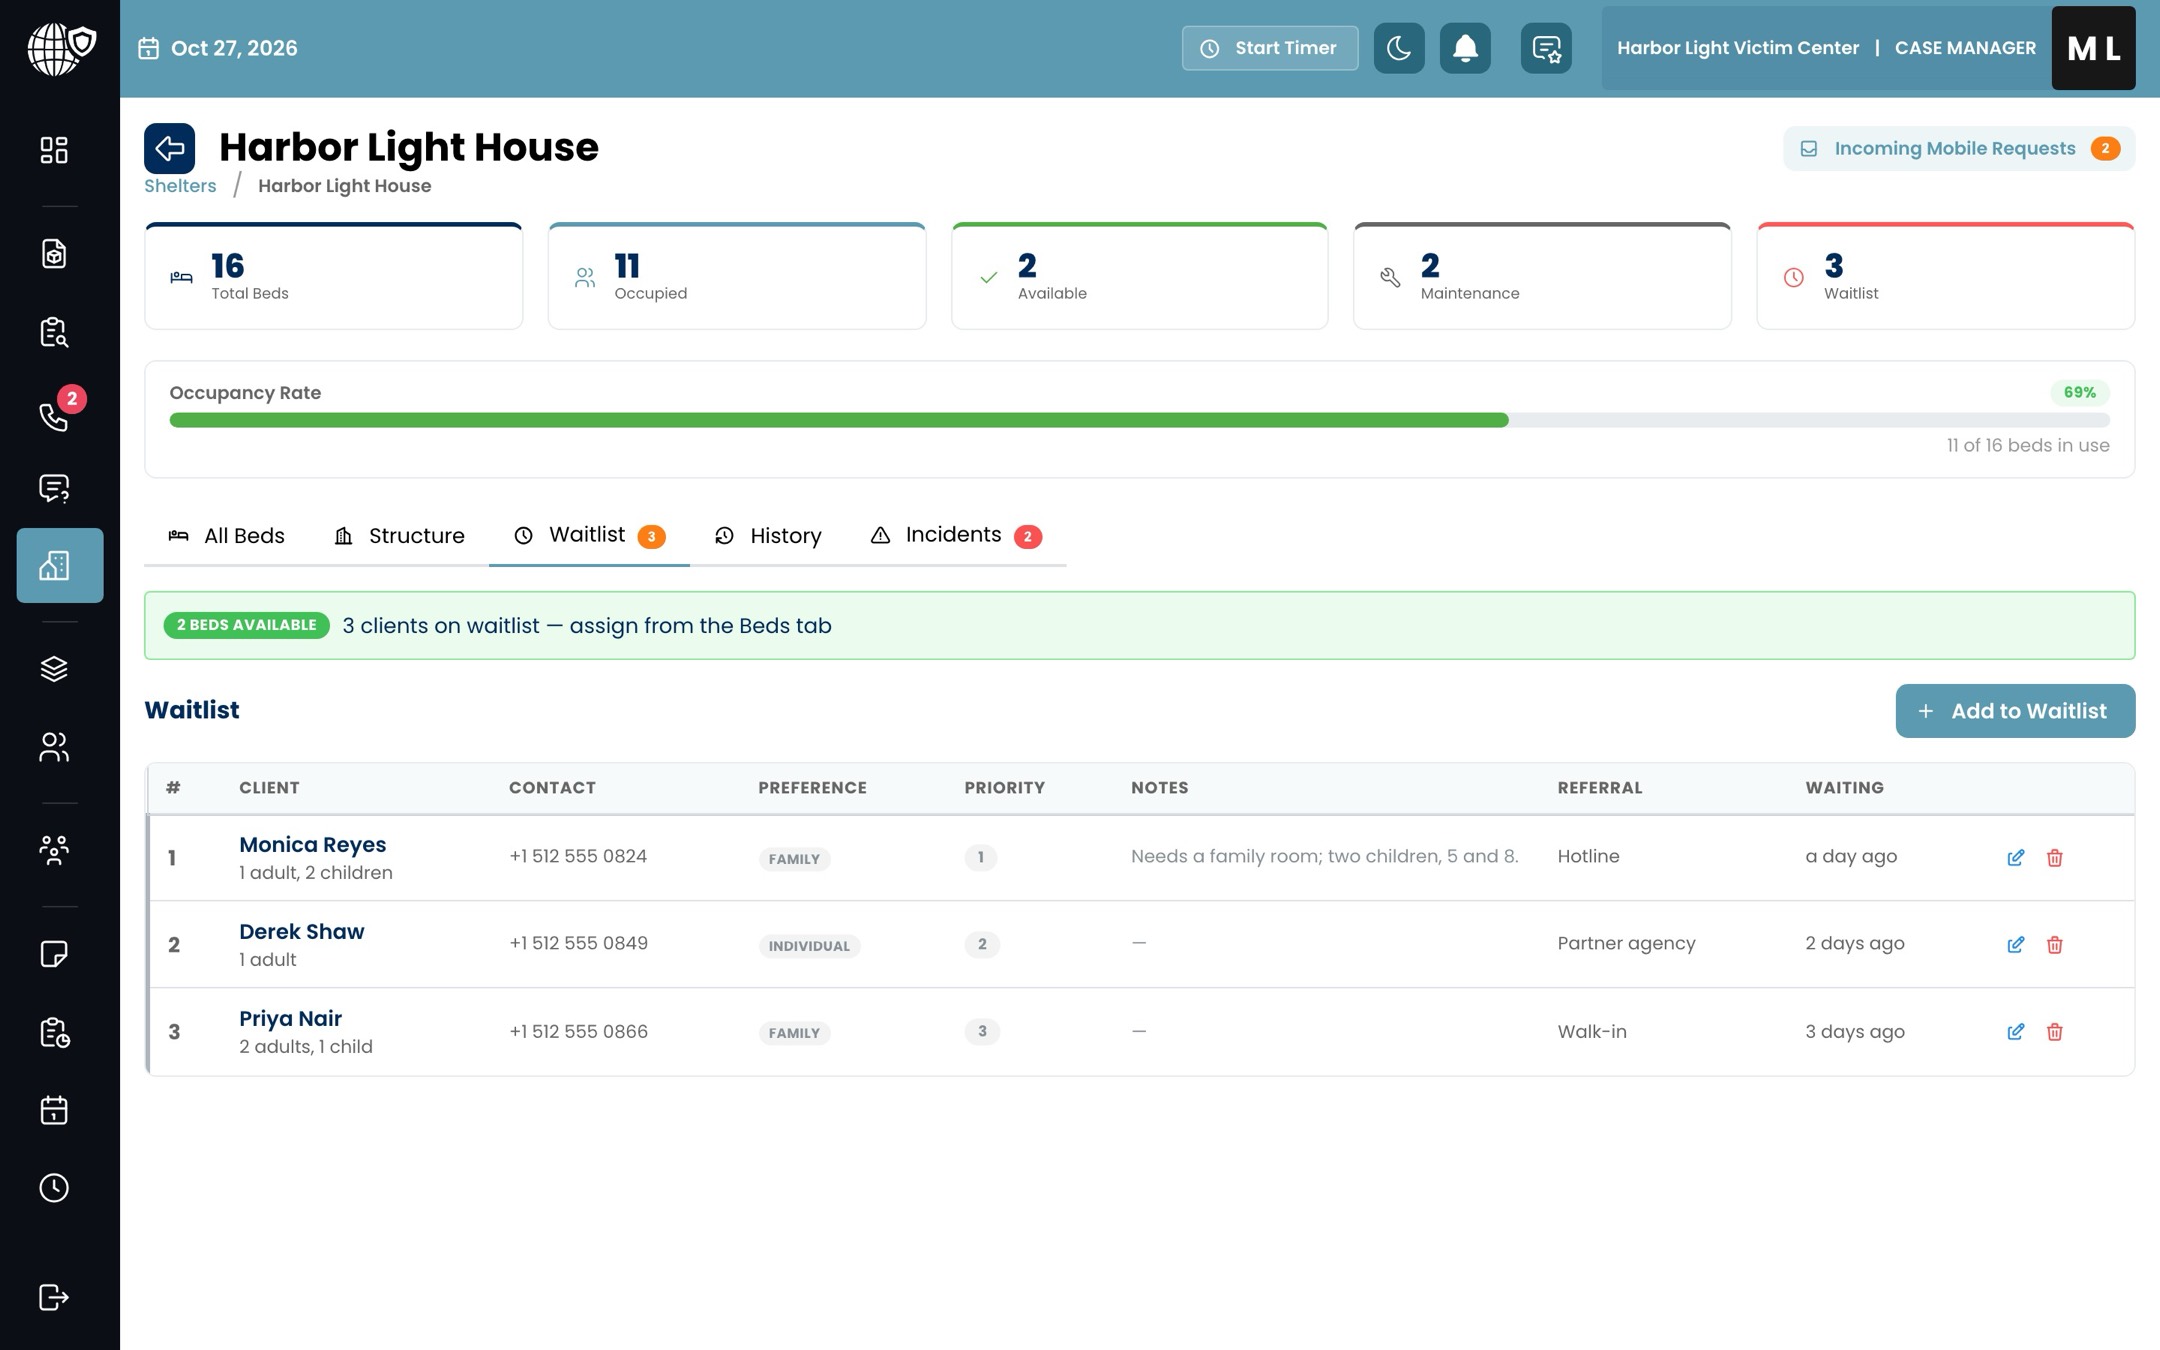 Oct 27, 2026
Start Timer
Harbor Light Victim Center | CASE MANAGER
M L
Harbor Light House
Incoming Mobile Requests 2
Shelters / Harbor Light House
16
Total Beds
11
Occupied
2
Available
2
Maintenance
3
Waitlist
2
Occupancy Rate
69%
11 of 16 beds in use
All Beds
Structure
Waitlist 3
History
Incidents 2
2 BEDS AVAILABLE 3 clients on waitlist — assign from the Beds tab
Waitlist
+ Add to Waitlist
# CLIENT CONTACT PREFERENCE PRIORITY NOTES REFERRAL WAITING
1 Monica Reyes +1 512 555 0824 FAMILY 1 Needs a family room; two children, 5 and 8. Hotline a day ago
1 adult, 2 children
2 Derek Shaw +1 512 555 0849 INDIVIDUAL 2 — Partner agency 2 days ago
1 adult
3 Priya Nair +1 512 555 0866 FAMILY 3 — Walk-in 3 days ago
2 adults, 1 child